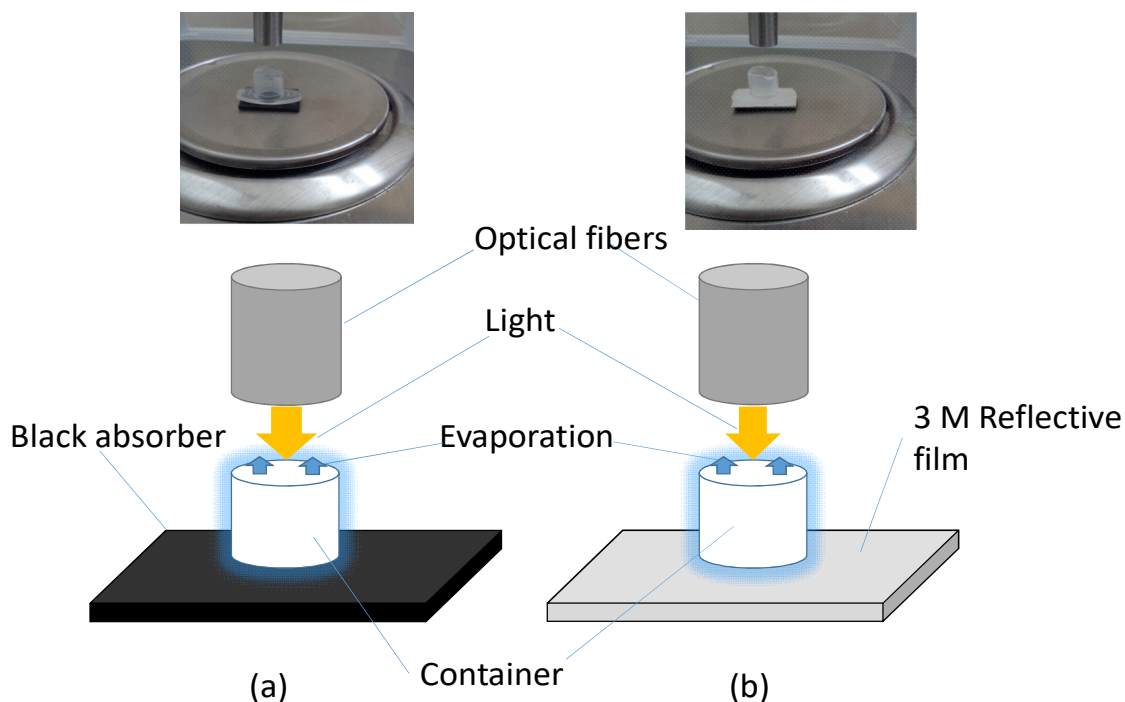 Optical fibers
Light
Black absorber
Evaporation
3 M Reflective
film
Container
(a)
(b)